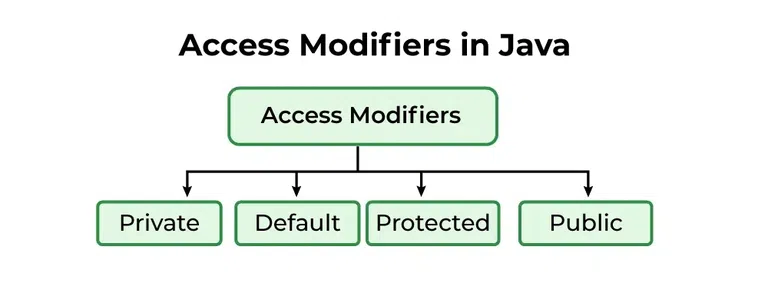 Access Modifiers in Java
Access Modifiers
Private
Default
Protected
Public